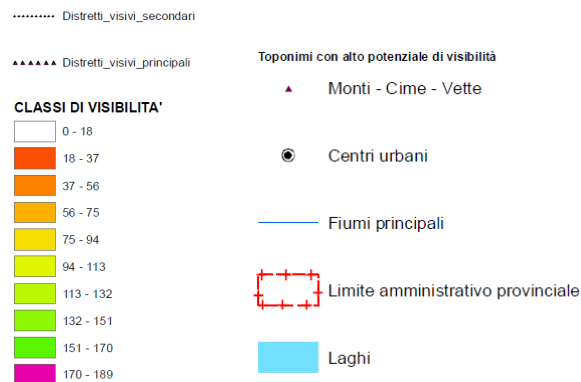 Distretti_visivi_secondari
Distretti_visivi_principali
CLASSI DI VISIBILITA'
0 - 18
18 - 37
37 - 56
56 - 75
75 - 94
94 - 113
113 - 132
132 - 151
151 - 170
170 - 189
Toponimi con alto potenziale di visibilità
Monti - Cime - Vette
Centri urbani
Fiumi principali
Limite amministrativo provinciale
Laghi